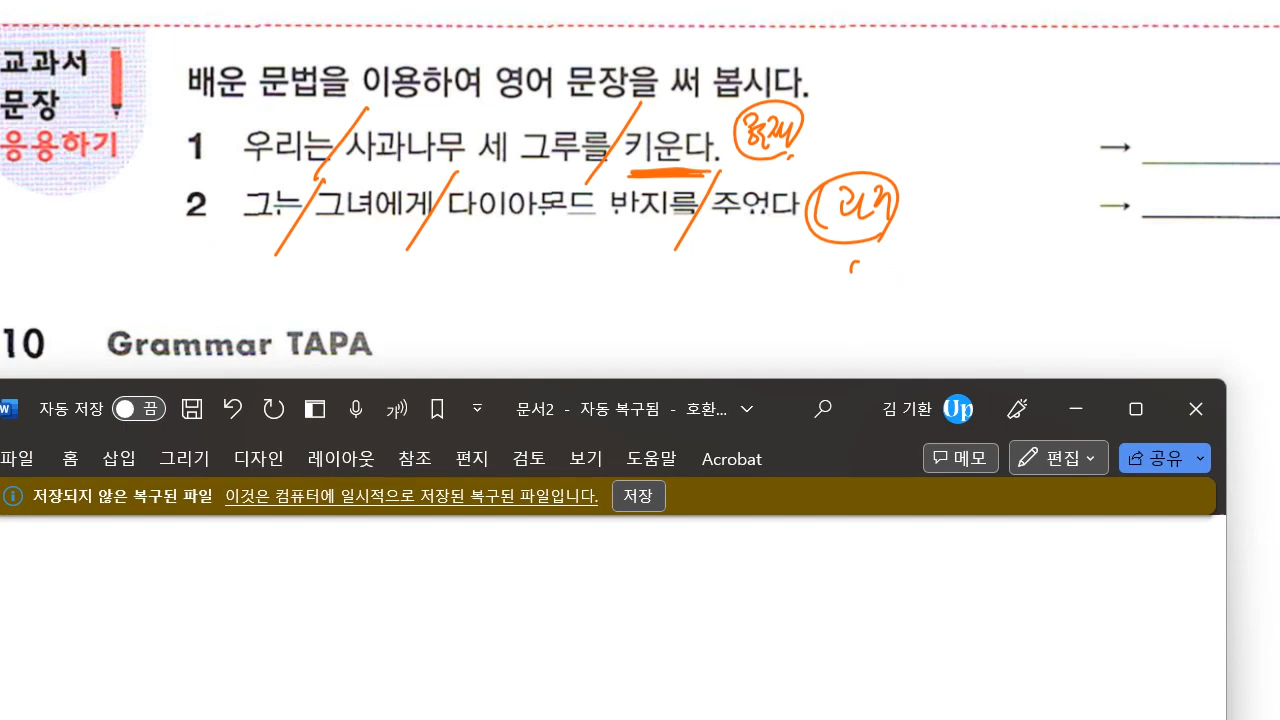 교과서
문장
응용하기
배운 문법을 이용하여 영어 문장을 써 봅시다.
1 우리는 사과나무 세 그루를 키운다. 현재 →
2 그는 그녀에게 다이아몬드 반지를 주었다 과거 →
10 Grammar TAPA
자동 저장 끔 가)) 문서2 - 자동 복구됨 - 호환... 김 기환 Up
파일 홈 삽입 그리기 디자인 레이아웃 참조 편지 검토 보기 도움말 Acrobat 메모 편집 공유
저장되지 않은 복구된 파일 이것은 컴퓨터에 일시적으로 저장된 복구된 파일입니다. 저장